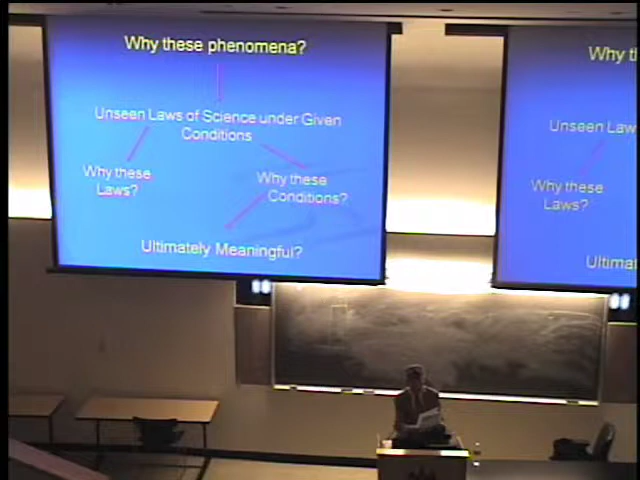 Why these phenomena?
Unseen Laws of Science under Given
Conditions
Why these
Laws?
Why these
Conditions?
Ultimately Meaningful?
Why th
Unseen Law
Why these
Laws?
Ultimat